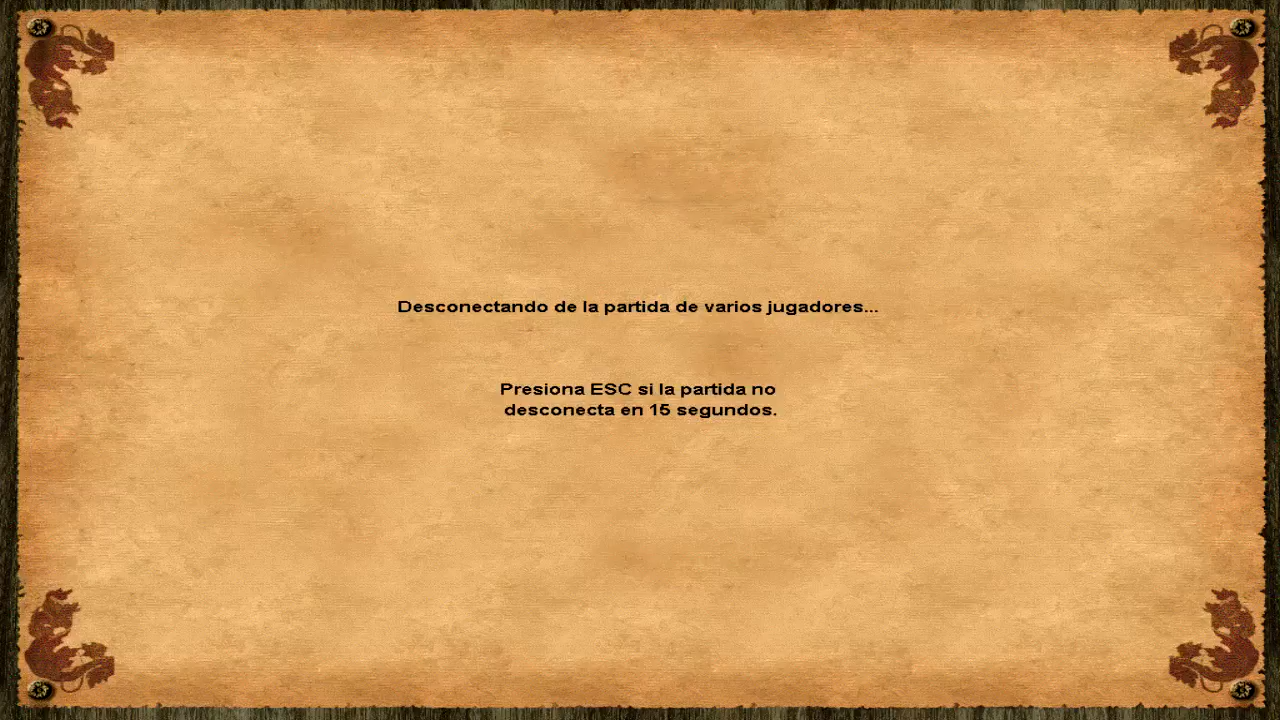 Desconectando de la partida de varios jugadores...
Presiona ESC si la partida no
desconecta en 15 segundos.